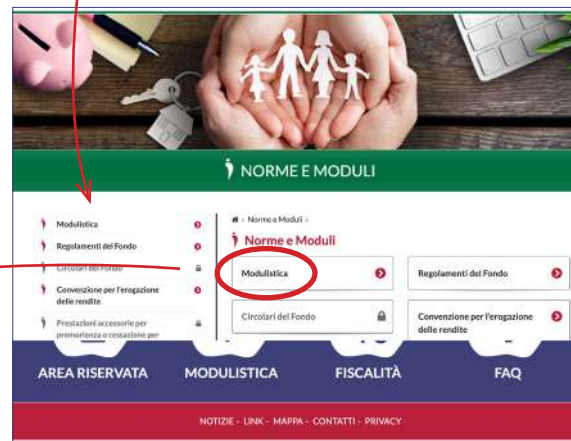 NORME E MODULI
Modulistica
Regolamenti del Fondo
Circolari del Fondo
Convenzione per l'erogazione
delle rendite
Prestazioni accessorie per
premorienza o cessazione per
› Norme e Moduli ›
Norme e Moduli
Modulistica
Regolamenti del Fondo
Circolari del Fondo
Convenzione per l'erogazione
delle rendite
AREA RISERVATA
MODULISTICA
FISCALITÀ
FAQ
NOTIZIE - LINK - MAPPA - CONTATTI - PRIVACY